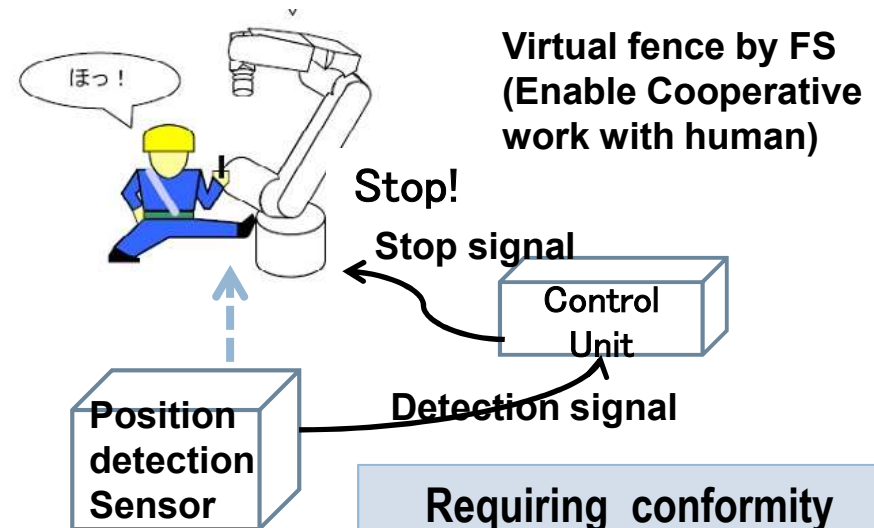 Virtual fence by FS
(Enable Cooperative
work with human)
ほっ！
Stop!
Stop signal
Control
Unit
Detection signal
Position
detection
Sensor
Requiring conformity